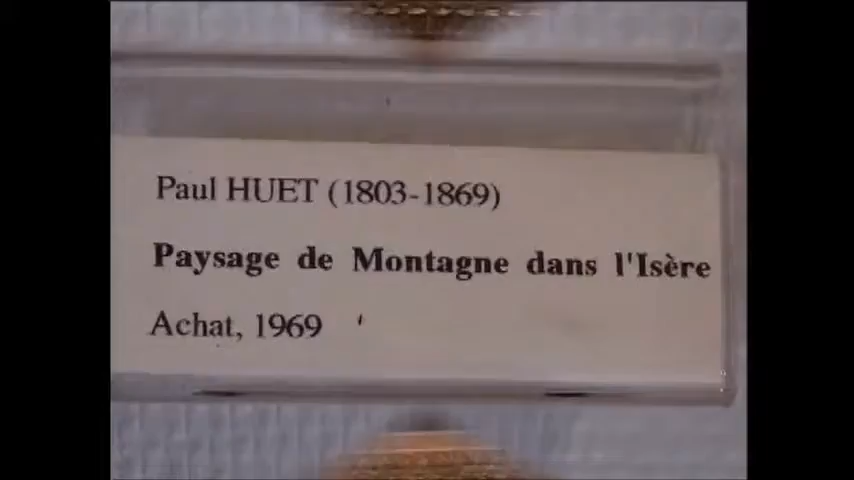 Paul HUET (1803-1869)
Paysage de Montagne dans l'Isère
Achat, 1969